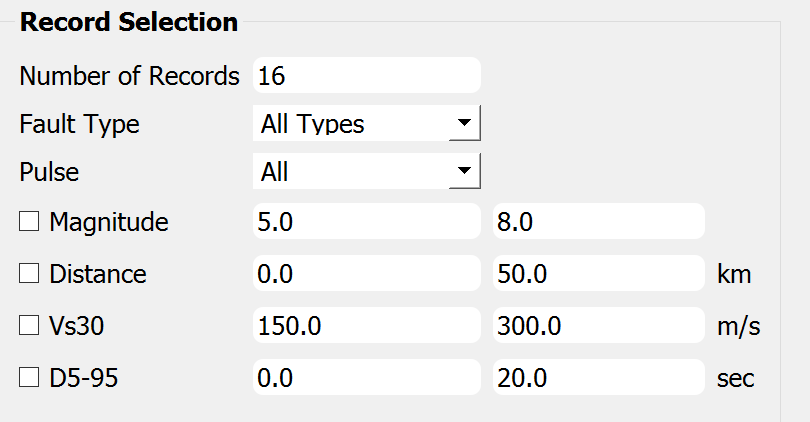 Record Selection
Number of Records 16
Fault Type All Types
Pulse All
Magnitude 5.0 8.0
Distance 0.0 50.0 km
Vs30 150.0 300.0 m/s
D5-95 0.0 20.0 sec